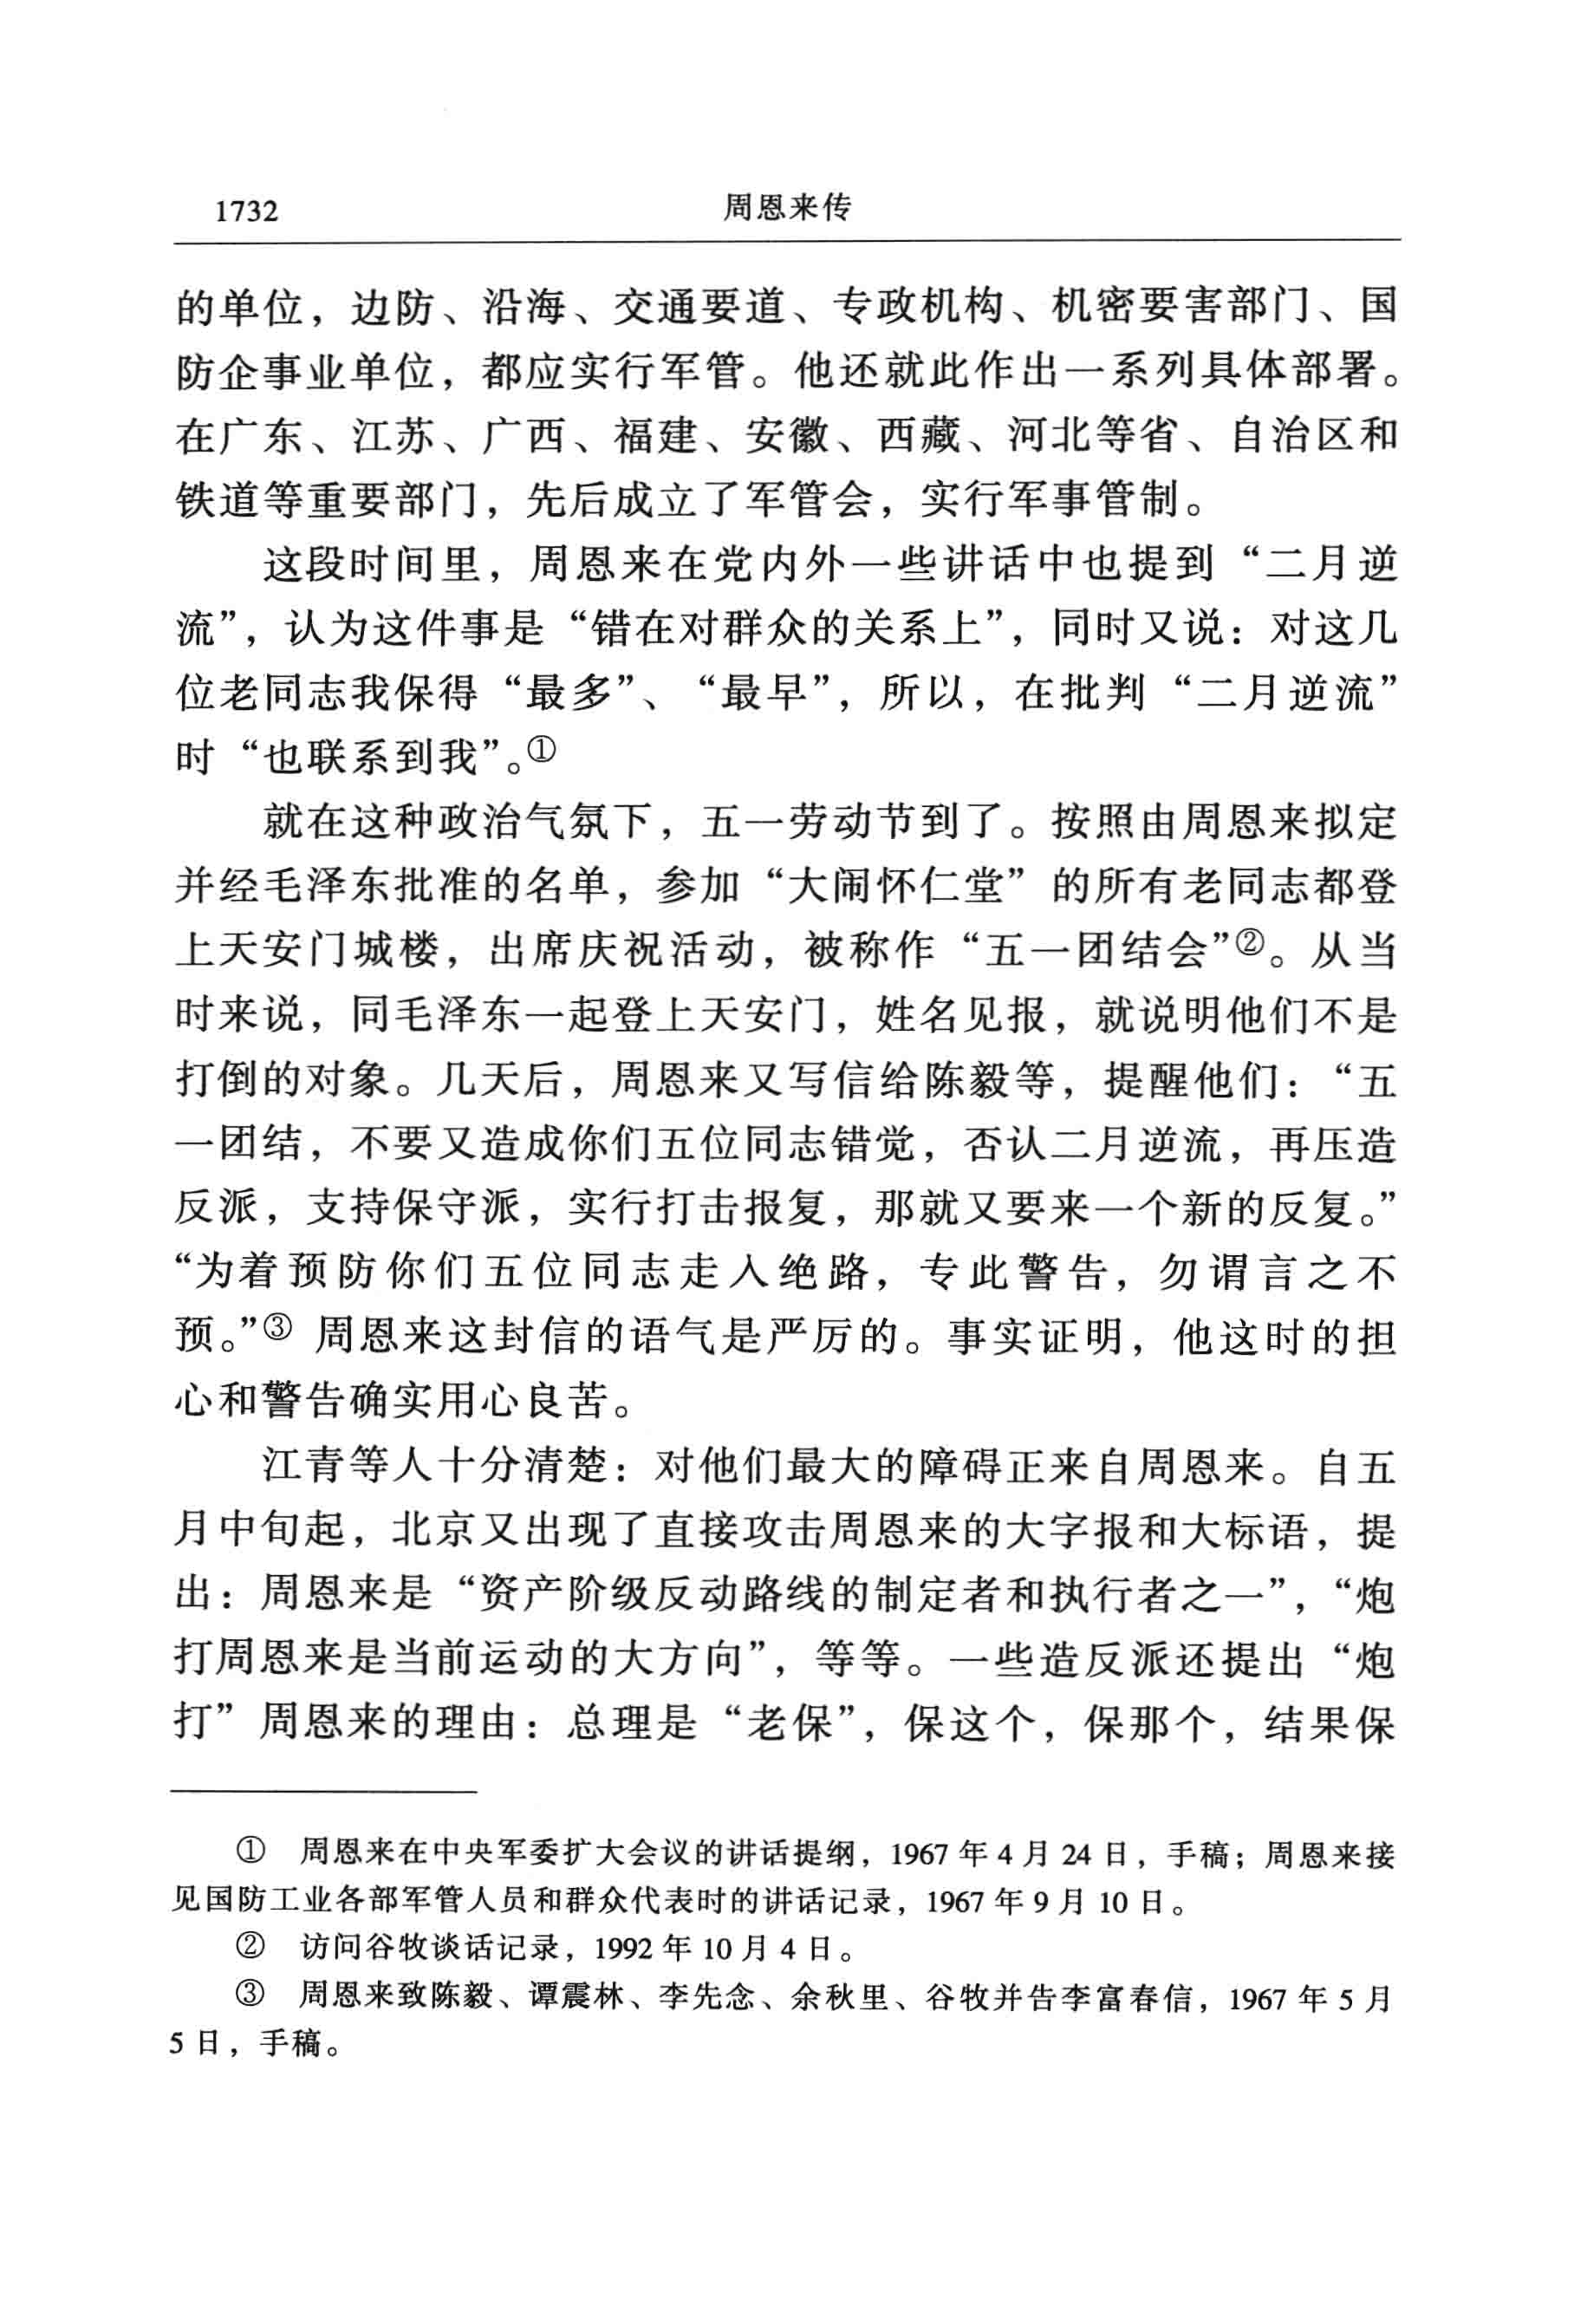 1732 周恩来传
的单位，边防、沿海、交通要道、专政机构、机密要害部门、国
防企事业单位，都应实行军管。他还就此作出一系列具体部署。
在广东、江苏、广西、福建、安徽、西藏、河北等省、自治区和
铁道等重要部门，先后成立了军管会，实行军事管制。
这段时间里，周恩来在党内外一些讲话中也提到“二月逆
流”，认为这件事是“错在对群众的关系上”，同时又说：对这几
位老同志我保得“最多”、“最早”，所以，在批判“二月逆流”
时“也联系到我”。①
就在这种政治气氛下，五一劳动节到了。按照由周恩来拟定
并经毛泽东批准的名单，参加“大闹怀仁堂”的所有老同志都登
上天安门城楼，出席庆祝活动，被称作“五一团结会”②。从当
时来说，同毛泽东一起登上天安门，姓名见报，就说明他们不是
打倒的对象。几天后，周恩来又写信给陈毅等，提醒他们：“五
一团结，不要又造成你们五位同志错觉，否认二月逆流，再压造
反派，支持保守派，实行打击报复，那就又要来一个新的反复。”
“为着预防你们五位同志走入绝路，专此警告，勿谓言之不
预。”③ 周恩来这封信的语气是严厉的。事实证明，他这时的担
心和警告确实用心良苦。
江青等人十分清楚：对他们最大的障碍正来自周恩来。自五
月中旬起，北京又出现了直接攻击周恩来的大字报和大标语，提
出：周恩来是“资产阶级反动路线的制定者和执行者之一”，“炮
打周恩来是当前运动的大方向”，等等。一些造反派还提出“炮
打”周恩来的理由：总理是“老保”，保这个，保那个，结果保
① 周恩来在中央军委扩大会议的讲话提纲，1967 年 4 月 24 日，手稿；周恩来接
见国防工业各部军管人员和群众代表时的讲话记录，1967 年 9 月 10 日。
② 访问谷牧谈话记录，1992 年 10 月 4 日。
③ 周恩来致陈毅、谭震林、李先念、余秋里、谷牧并告李富春信，1967 年 5 月
5 日，手稿。